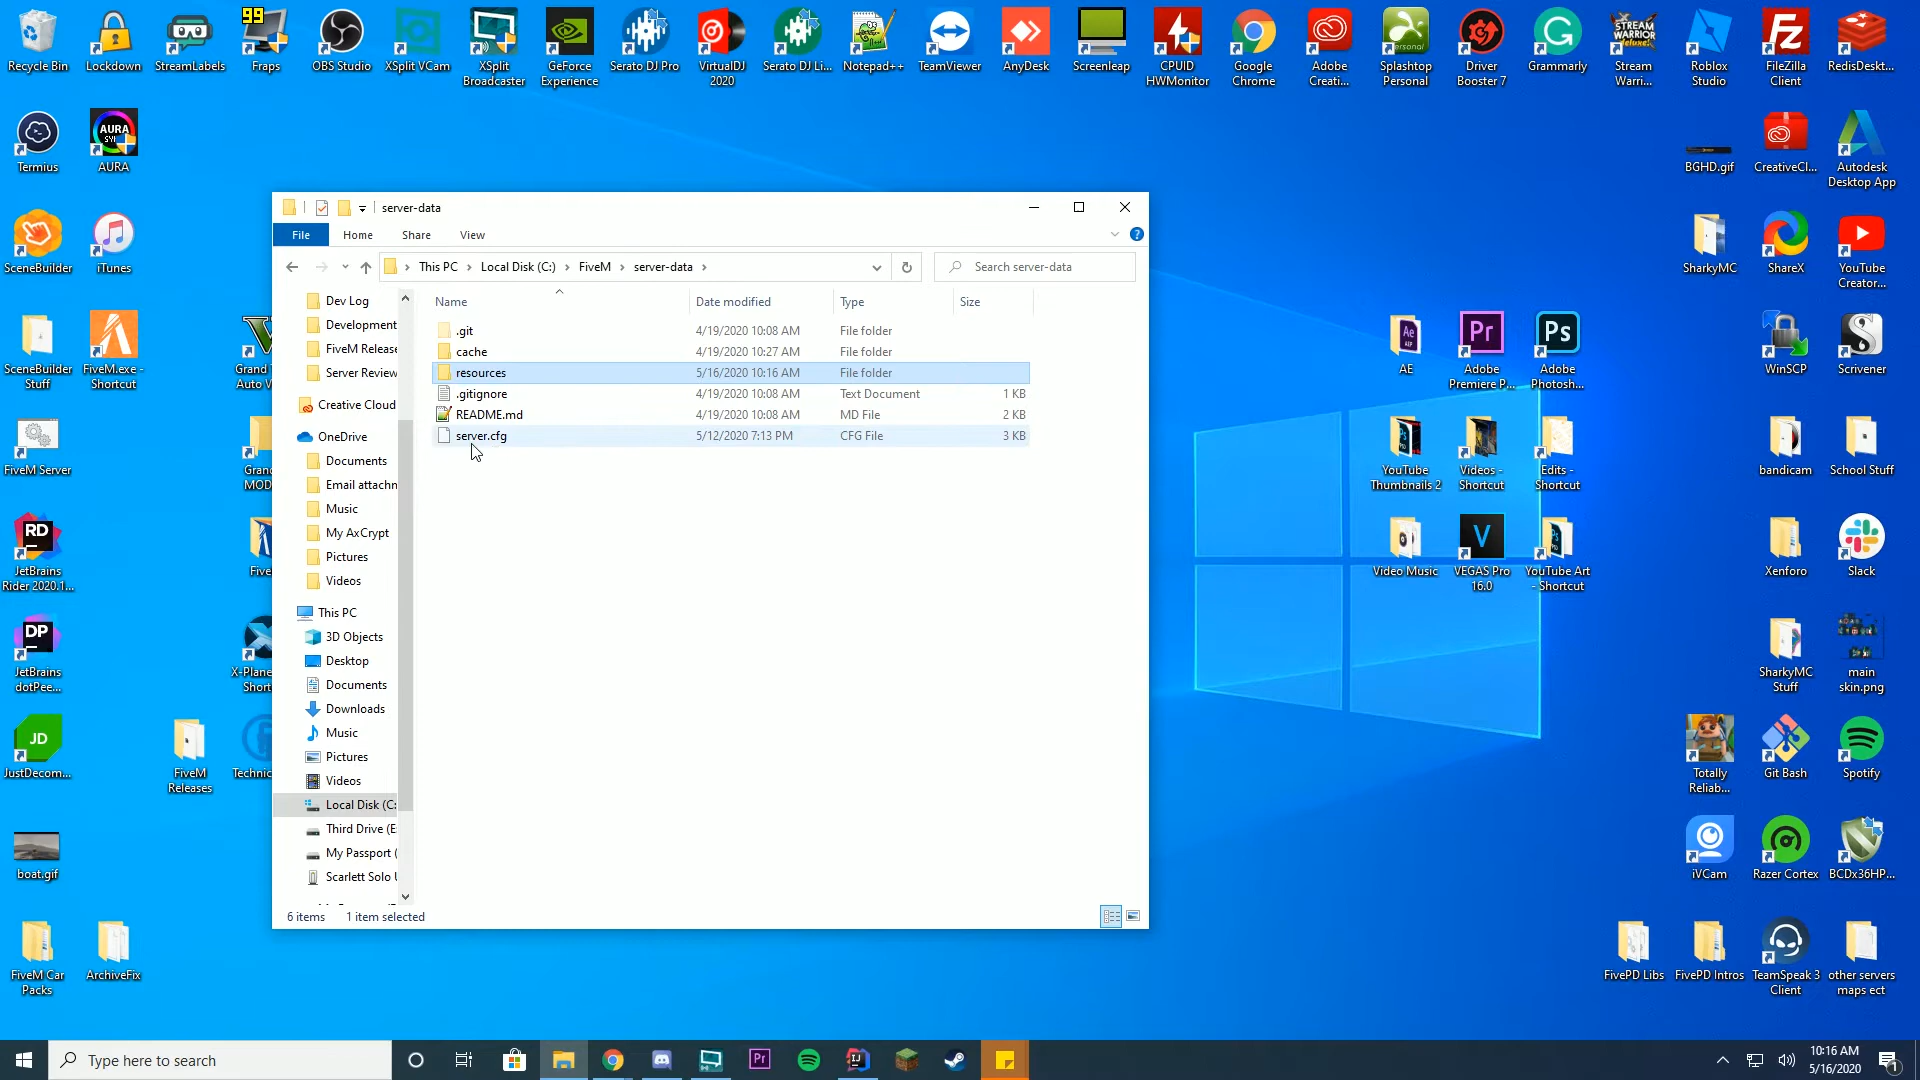 99
Recycle Bin
Lockdown
StreamLabels
Fraps
OBS Studio
XSplit VCam
XSplit
Broadcaster
GeForce
Experience
Serato DJ Pro
VirtualDJ
2020
Serato DJ Li...
Notepad++
TeamViewer
AnyDesk
Screenleap
CPUID
HWMonitor
Google
Chrome
Adobe
Creati...
Splashtop
Personal
Driver
Booster 7
Grammarly
Stream
Warri...
Roblox
Studio
FileZilla
Client
RedisDeskt...
Termius
AURA
BGHD.gif
CreativeCl...
Autodesk
Desktop App
SceneBuilder
iTunes
SharkyMC
ShareX
YouTube
Creator...
SceneBuilder
Stuff
FiveM.exe -
Shortcut
Grand T
Auto V
AE
Adobe
Premiere P...
Adobe
Photosh...
WinSCP
Scrivener
FiveM Server
Grand
MOD
YouTube
Thumbnails 2
Videos -
Shortcut
Edits -
Shortcut
bandicam
School Stuff
JetBrains
Rider 2020.1...
Five
Video Music
VEGAS Pro
16.0
YouTube Art
- Shortcut
Xenforo
Slack
JetBrains
dotPee...
X-Plane
Short
SharkyMC
Stuff
main
skin.png
JustDecom...
FiveM
Releases
Technic
Totally
Reliab...
Git Bash
Spotify
boat.gif
iVCam
Razer Cortex
BCDx36HP...
FiveM Car
Packs
ArchiveFix
FivePD Libs
FivePD Intros
TeamSpeak 3
Client
other servers
maps ect
server-data
File
Home
Share
View
This PC > Local Disk (C:) > FiveM > server-data >
Search server-data
Dev Log
Development
FiveM Release
Server Review
Creative Cloud
OneDrive
Documents
Email attachm
Music
My AxCrypt
Pictures
Videos
This PC
3D Objects
Desktop
Documents
Downloads
Music
Pictures
Videos
Local Disk (C:
Third Drive (E
My Passport (
Scarlett Solo U
Name Date modified Type Size
.git 4/19/2020 10:08 AM File folder
cache 4/19/2020 10:27 AM File folder
resources 5/16/2020 10:16 AM File folder
.gitignore 4/19/2020 10:08 AM Text Document 1 KB
README.md 4/19/2020 10:08 AM MD File 2 KB
server.cfg 5/12/2020 7:13 PM CFG File 3 KB
6 items 1 item selected
Type here to search
10:16 AM
5/16/2020
1